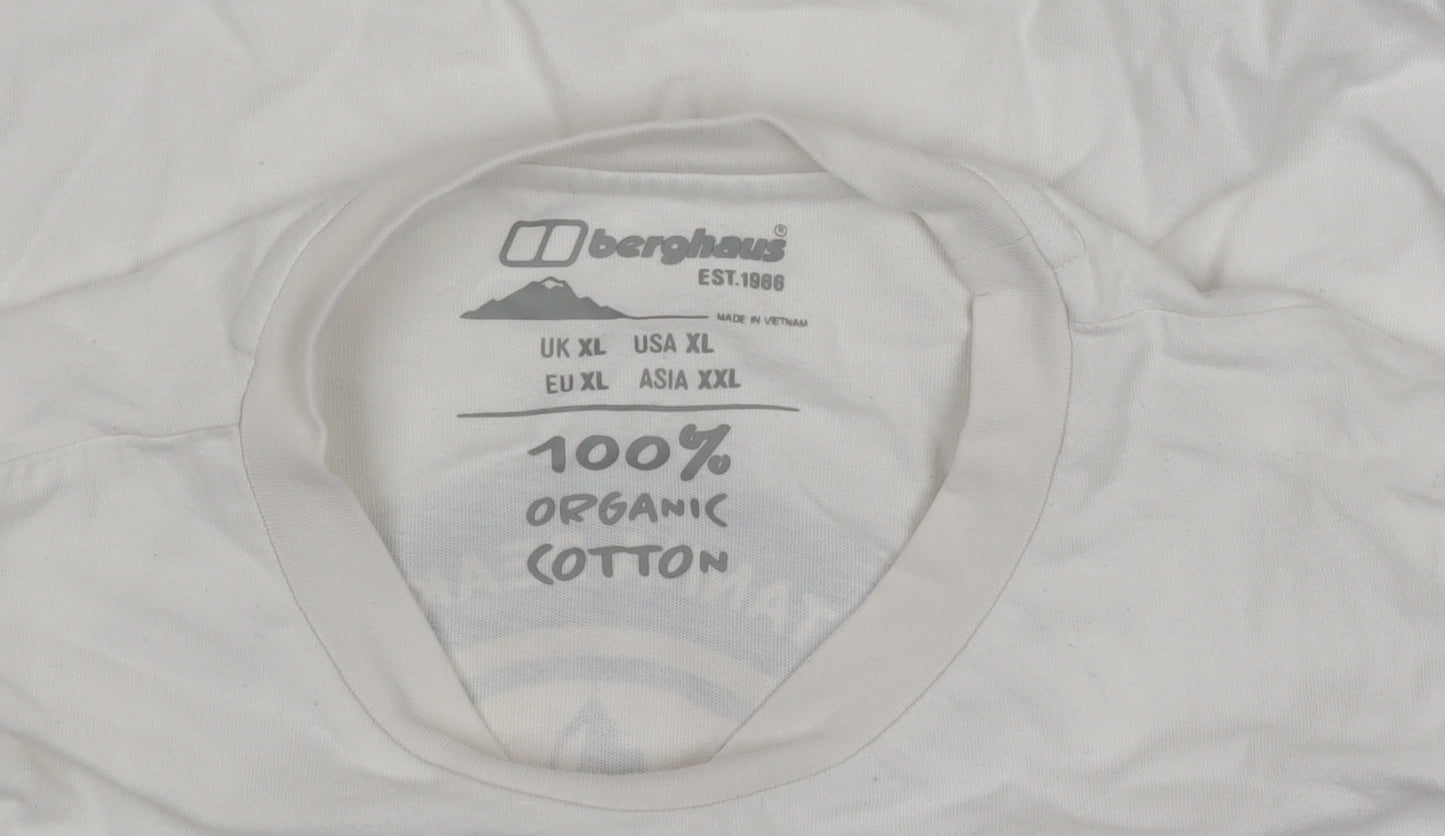 berghaus®
EST.1966
MADE IN VIETNAM
UK XL USA XL
EU XL ASIA XXL
100%
ORGANIC
COTTON